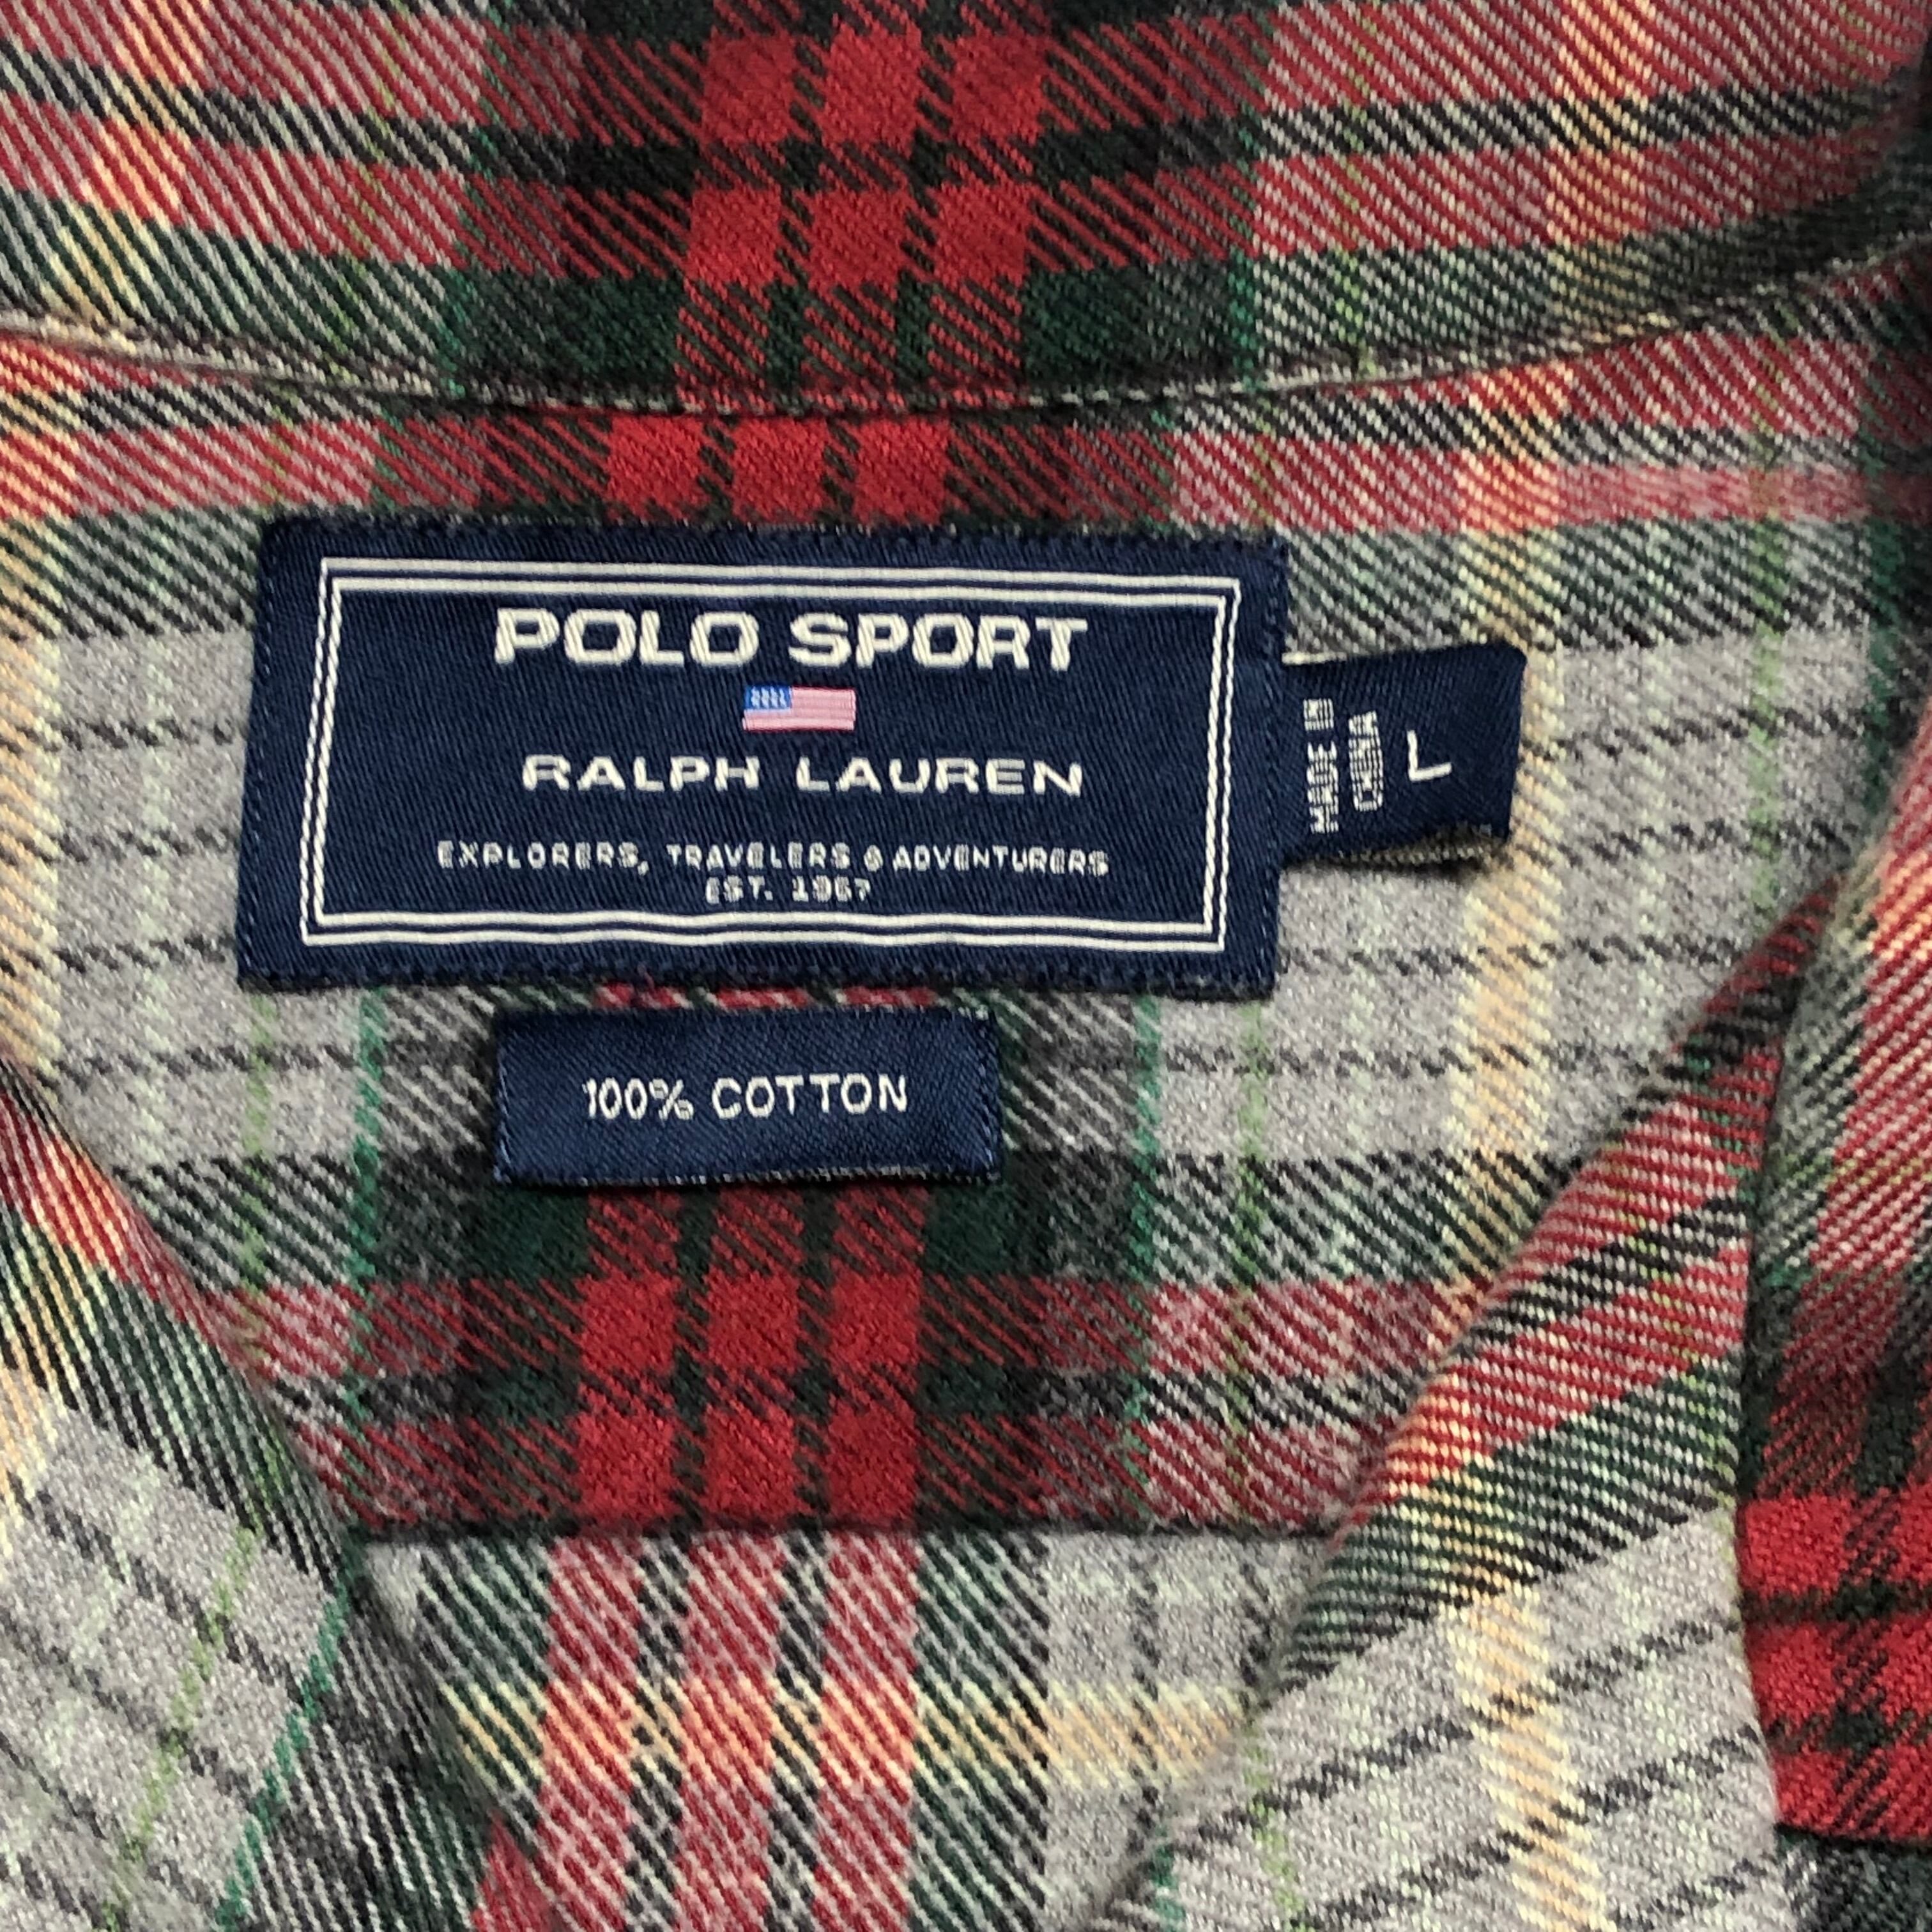 POLO SPORT
RALPH LAUREN
EXPLORERS, TRAVELERS & ADVENTURERS
EST. 1967
MADE IN
CHINA
L
100% COTTON